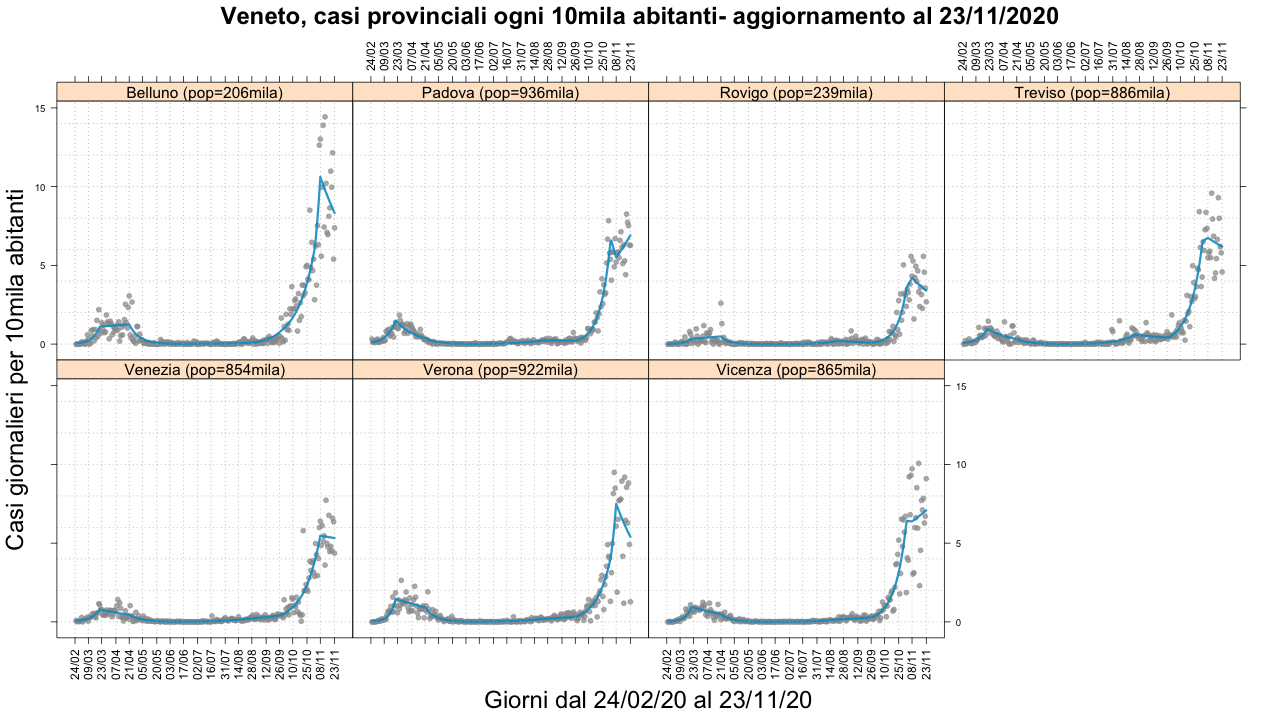 Veneto, casi provinciali ogni 10mila abitanti- aggiornamento al 23/11/2020
24/02 09/03 23/03 07/04 21/04 05/05 20/05 03/06 17/06 02/07 16/07 31/07 14/08 28/08 12/09 26/09 10/10 25/10 08/11 23/11 24/02 09/03 23/03 07/04 21/04 05/05 20/05 03/06 17/06 02/07 16/07 31/07 14/08 28/08 12/09 26/09 10/10 25/10 08/11 23/11
Belluno (pop=206mila) Padova (pop=936mila) Rovigo (pop=239mila) Treviso (pop=886mila)
15
10
5
0
Casi giornalieri per 10mila abitanti
Venezia (pop=854mila) Verona (pop=922mila) Vicenza (pop=865mila)
15
10
5
0
24/02 09/03 23/03 07/04 21/04 05/05 20/05 03/06 17/06 02/07 16/07 31/07 14/08 28/08 12/09 26/09 10/10 25/10 08/11 23/11 24/02 09/03 23/03 07/04 21/04 05/05 20/05 03/06 17/06 02/07 16/07 31/07 14/08 28/08 12/09 26/09 10/10 25/10 08/11 23/11
Giorni dal 24/02/20 al 23/11/20